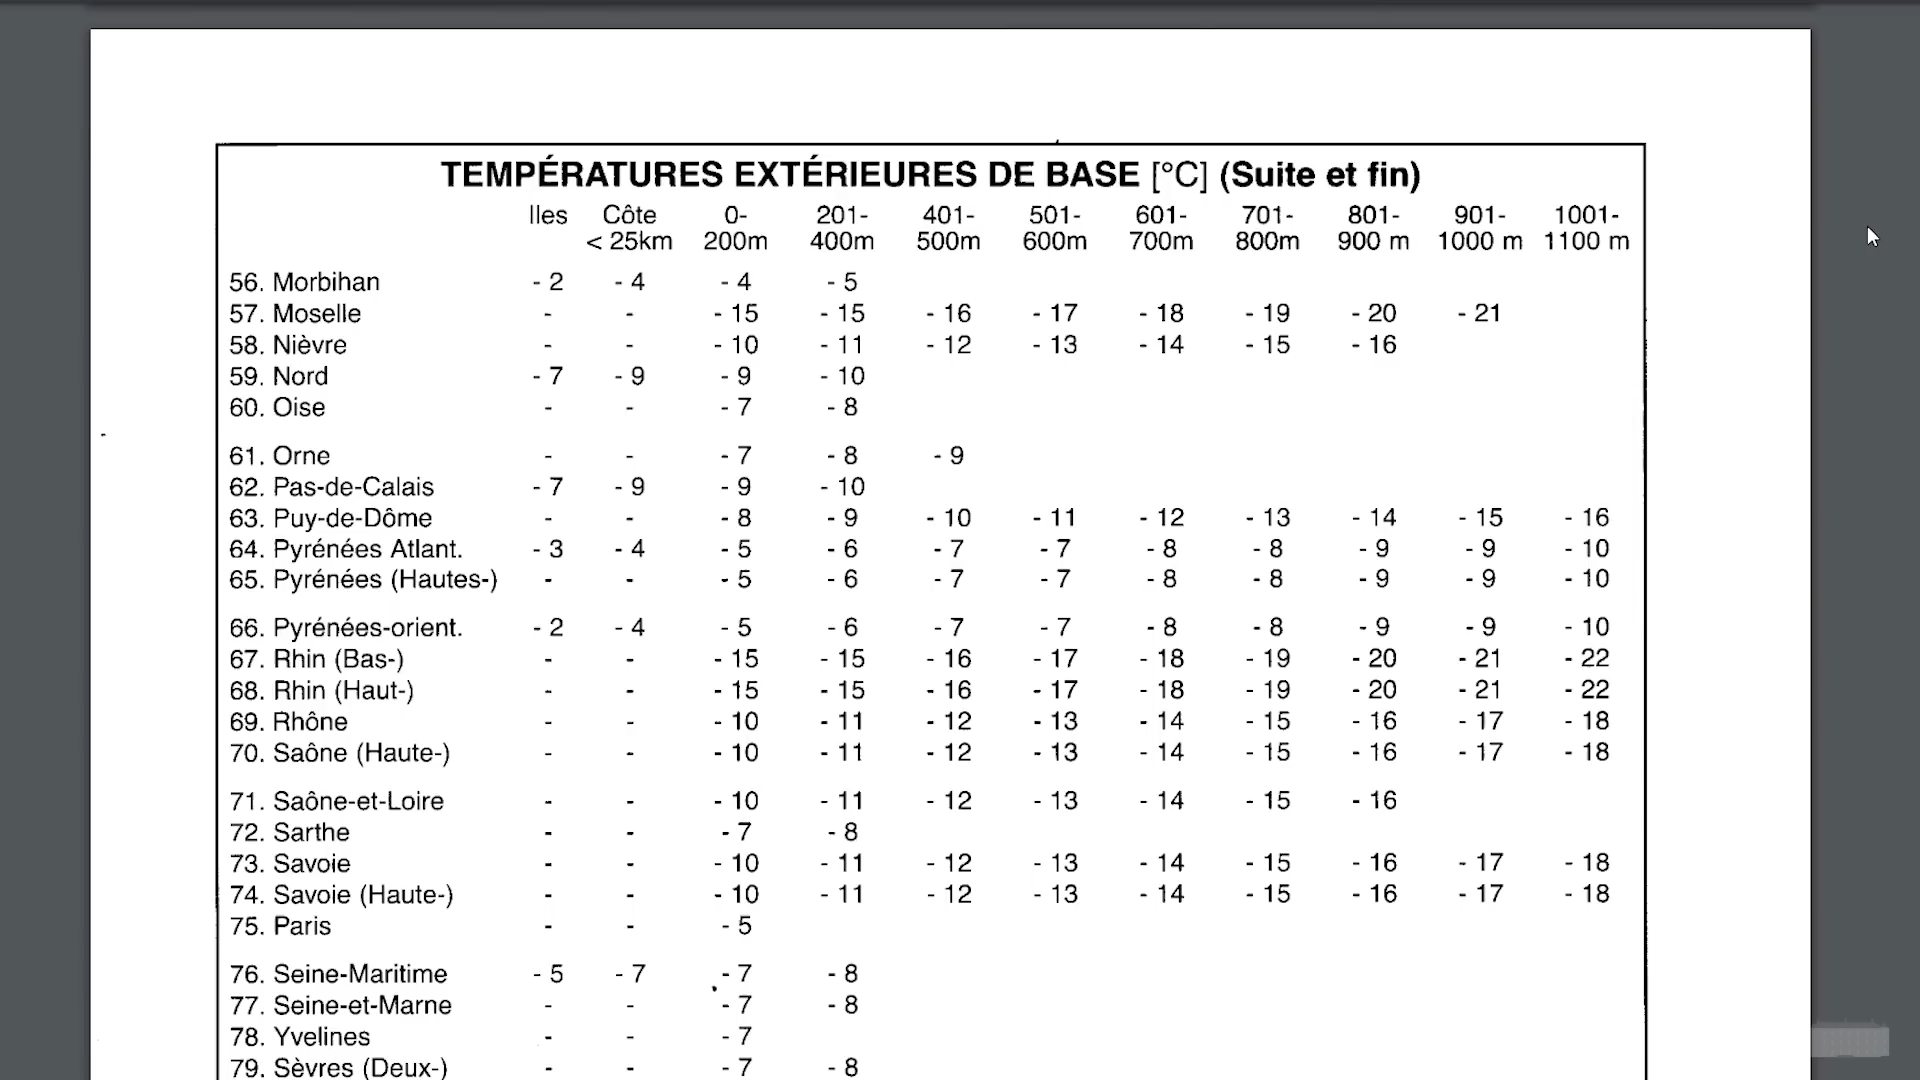 TEMPÉRATURES EXTÉRIEURES DE BASE [°C] (Suite et fin)
Iles Côte 0- 201- 401- 501- 601- 701- 801- 901- 1001-
< 25km 200m 400m 500m 600m 700m 800m 900 m 1000 m 1100 m
56. Morbihan - 2 - 4 - 4 - 5
57. Moselle - - - 15 - 15 - 16 - 17 - 18 - 19 - 20 - 21
58. Nièvre - - - 10 - 11 - 12 - 13 - 14 - 15 - 16
59. Nord - 7 - 9 - 9 - 10
60. Oise - - - 7 - 8
61. Orne - - - 7 - 8 - 9
62. Pas-de-Calais - 7 - 9 - 9 - 10
63. Puy-de-Dôme - - - 8 - 9 - 10 - 11 - 12 - 13 - 14 - 15 - 16
64. Pyrénées Atlant. - 3 - 4 - 5 - 6 - 7 - 7 - 8 - 8 - 9 - 9 - 10
65. Pyrénées (Hautes-) - - - 5 - 6 - 7 - 7 - 8 - 8 - 9 - 9 - 10
66. Pyrénées-orient. - 2 - 4 - 5 - 6 - 7 - 7 - 8 - 8 - 9 - 9 - 10
67. Rhin (Bas-) - - - 15 - 15 - 16 - 17 - 18 - 19 - 20 - 21 - 22
68. Rhin (Haut-) - - - 15 - 15 - 16 - 17 - 18 - 19 - 20 - 21 - 22
69. Rhône - - - 10 - 11 - 12 - 13 - 14 - 15 - 16 - 17 - 18
70. Saône (Haute-) - - - 10 - 11 - 12 - 13 - 14 - 15 - 16 - 17 - 18
71. Saône-et-Loire - - - 10 - 11 - 12 - 13 - 14 - 15 - 16
72. Sarthe - - - 7 - 8
73. Savoie - - - 10 - 11 - 12 - 13 - 14 - 15 - 16 - 17 - 18
74. Savoie (Haute-) - - - 10 - 11 - 12 - 13 - 14 - 15 - 16 - 17 - 18
75. Paris - - - 5
76. Seine-Maritime - 5 - 7 - 7 - 8
77. Seine-et-Marne - - - 7 - 8
78. Yvelines - - - 7
79. Sèvres (Deux-) - - - 7 - 8